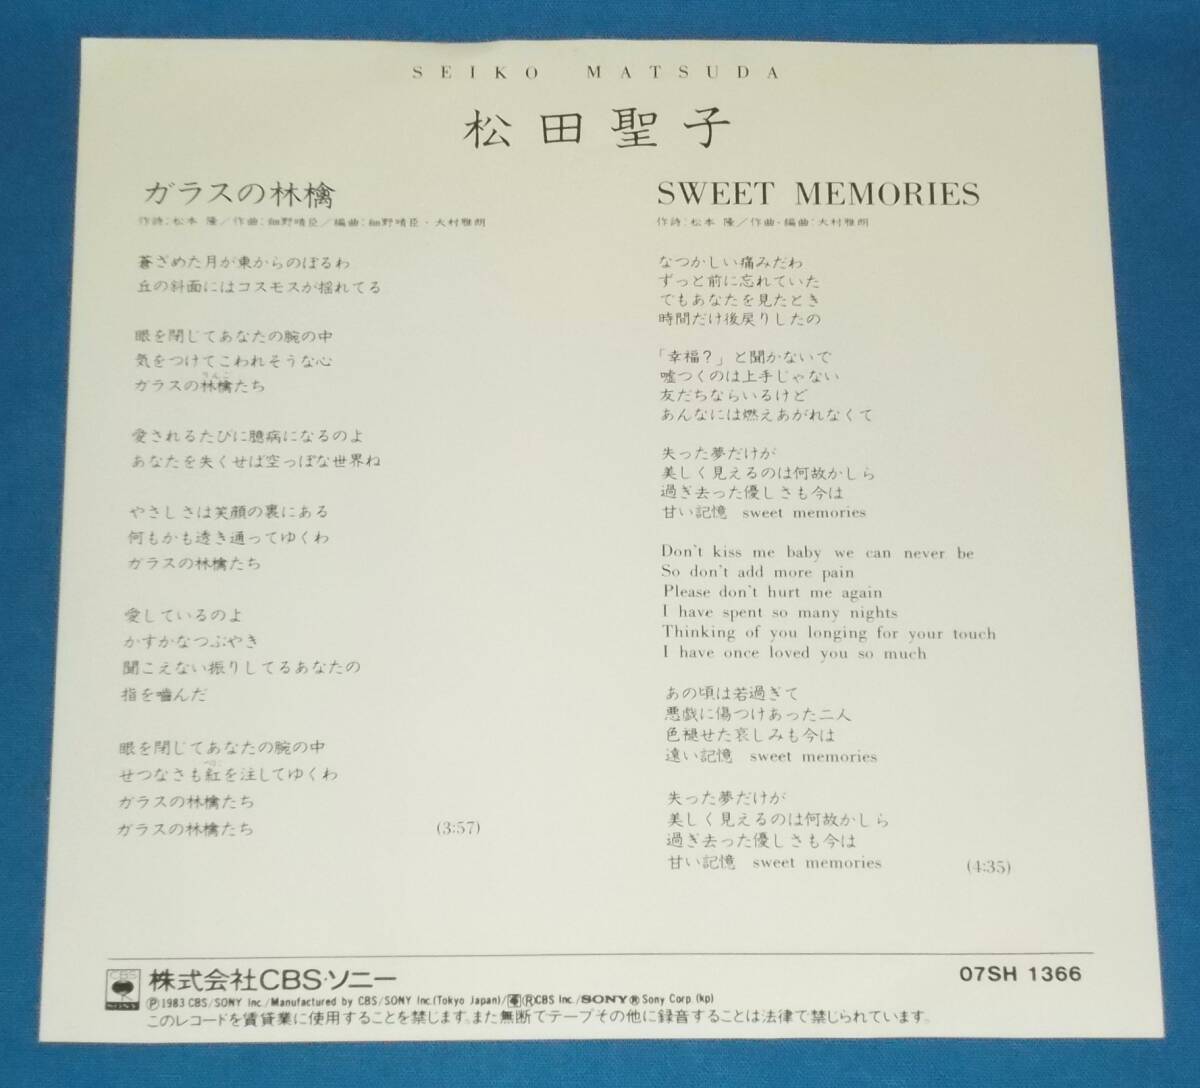 SEIKO MATSUDA
松田聖子
ガラスの林檎
作詩:松本 隆/作曲:細野晴臣/編曲:細野晴臣・大村雅朗
蒼ざめた月が東からのぼるわ
丘の斜面にはコスモスが揺れてる
眼を閉じてあなたの腕の中
気をつけてこわれそうな心
りんご
ガラスの林檎たち
愛されるたびに臆病になるのよ
あなたを失くせば空っぽな世界ね
やさしさは笑顔の裏にある
何もかも透き通ってゆくわ
ガラスの林檎たち
愛しているのよ
かすかなつぶやき
聞こえない振りしてるあなたの
指を噛んだ
眼を閉じてあなたの腕の中
べに
せつなさも紅を注してゆくわ
ガラスの林檎たち
ガラスの林檎たち (3:57)
SWEET MEMORIES
作詩:松本 隆/作曲・編曲:大村雅朗
なつかしい痛みだわ
ずっと前に忘れていた
でもあなたを見たとき
時間だけ後戻りしたの
「幸福?」と聞かないで
嘘つくのは上手じゃない
友だちならいるけど
あんなには燃えあがれなくて
失った夢だけが
美しく見えるのは何故かしら
過ぎ去った優しさも今は
甘い記憶 sweet memories
Don't kiss me baby we can never be
So don't add more pain
Please don't hurt me again
I have spent so many nights
Thinking of you longing for your touch
I have once loved you so much
あの頃は若過ぎて
悪戯に傷つけあった二人
色褪せた哀しみも今は
遠い記憶 sweet memories
失った夢だけが
美しく見えるのは何故かしら
過ぎ去った優しさも今は
甘い記憶 sweet memories (4:35)
CBS SONY 株式会社CBS・ソニー 07SH 1366
Ⓟ1983 CBS/SONY Inc./Manufactured by CBS/SONY Inc.(Tokyo Japan)/®CBS Inc./SONY®Sony Corp.(kp)
このレコードを賃貸業に使用することを禁じます。また無断でテープその他に録音することは法律で禁じられています。